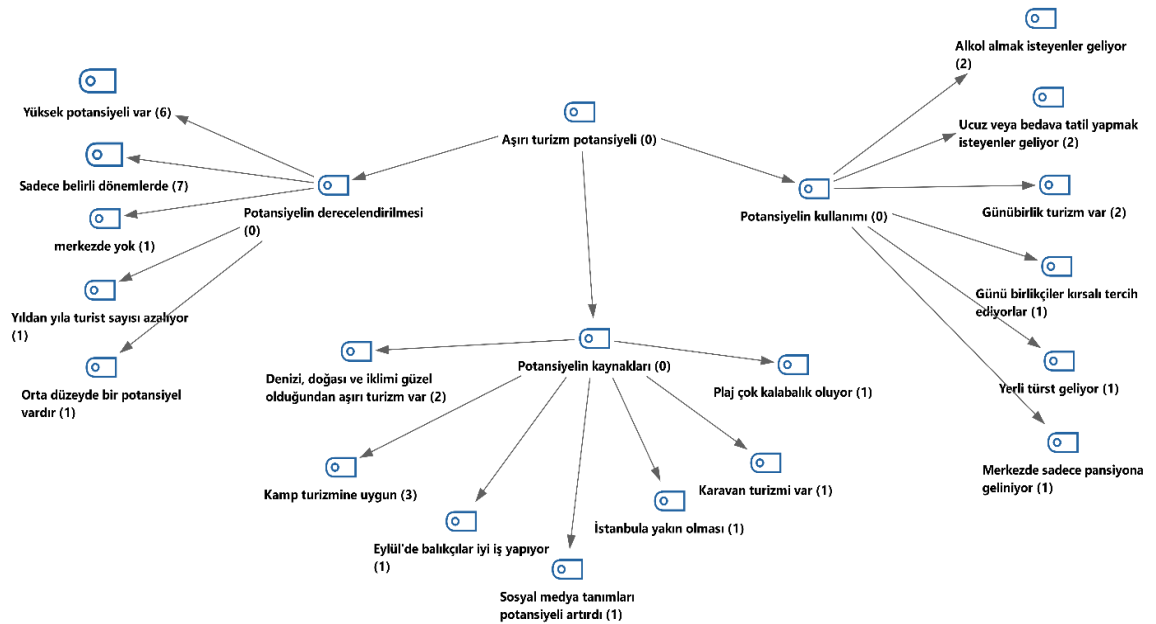 Aşırı turizm potansiyeli (0)
Potansiyelin derecelendirilmesi
(0)
Yüksek potansiyeli var (6)
Sadece belirli dönemlerde (7)
merkezde yok (1)
Yıldan yıla turist sayısı azalıyor
(1)
Orta düzeyde bir potansiyel
vardır (1)
Potansiyelin kaynakları (0)
Denizi, doğası ve iklimi güzel
olduğundan aşırı turizm var (2)
Kamp turizmine uygun (3)
Eylül'de balıkçılar iyi iş yapıyor
(1)
Sosyal medya tanımları
potansiyeli artırdı (1)
İstanbula yakın olması (1)
Karavan turizmi var (1)
Plaj çok kalabalık oluyor (1)
Potansiyelin kullanımı (0)
Alkol almak isteyenler geliyor
(2)
Ucuz veya bedava tatil yapmak
isteyenler geliyor (2)
Günübirlik turizm var (2)
Günü birlikçiler kırsalı tercih
ediyorlar (1)
Yerli türst geliyor (1)
Merkezde sadece pansiyona
geliniyor (1)